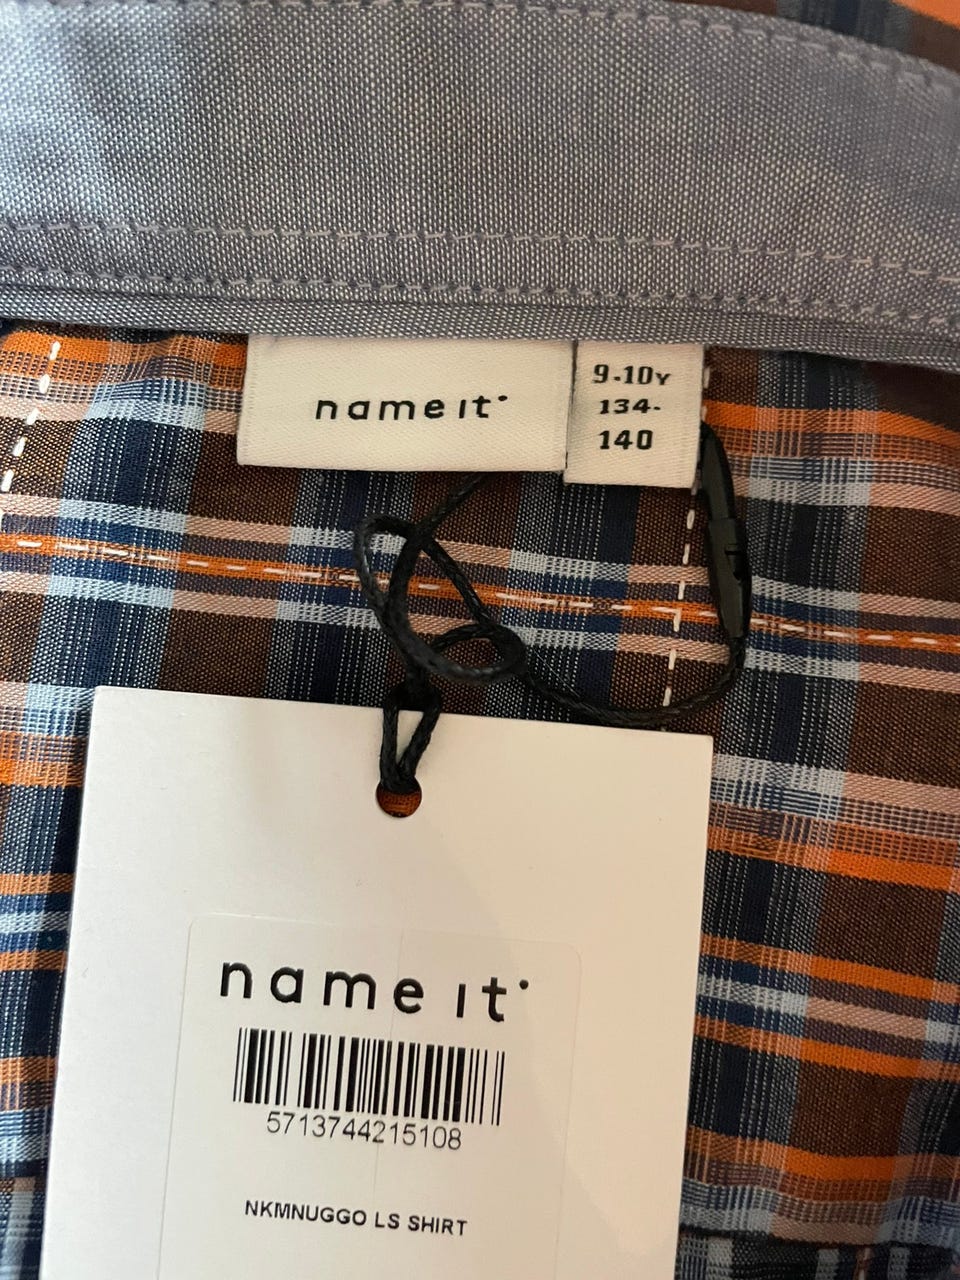 name it
9-10Y
134-
140
name it
5713744215108
NKMNUGGO LS SHIRT